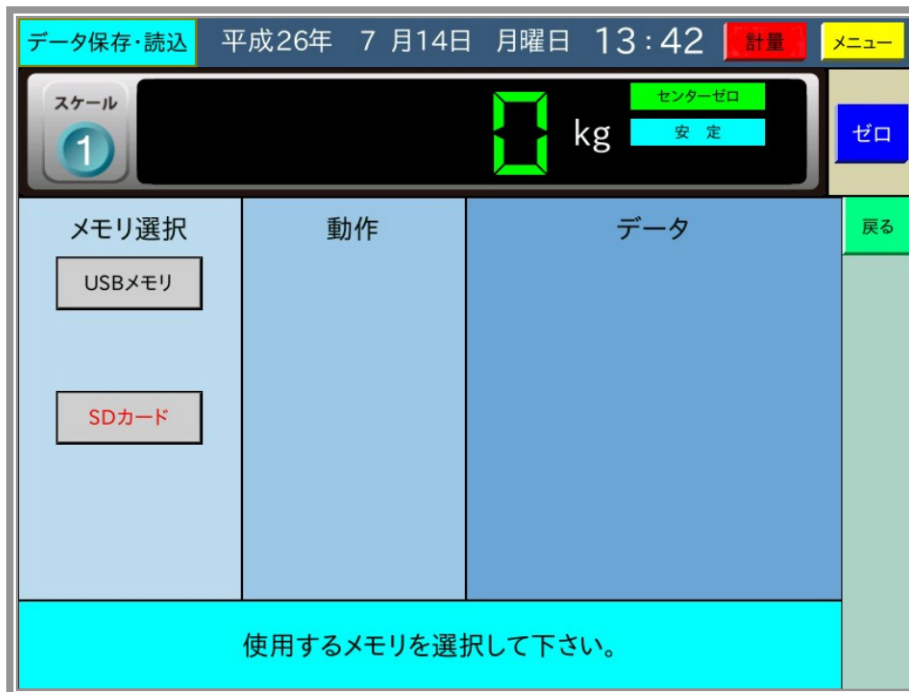 データ保存・読込 平成26年 7月14日 月曜日 13:42 計量 メニュー
スケール
1
0 kg
センターゼロ
安 定
ゼロ
メモリ選択 動作 データ
戻る
USBメモリ
SDカード
使用するメモリを選択して下さい。